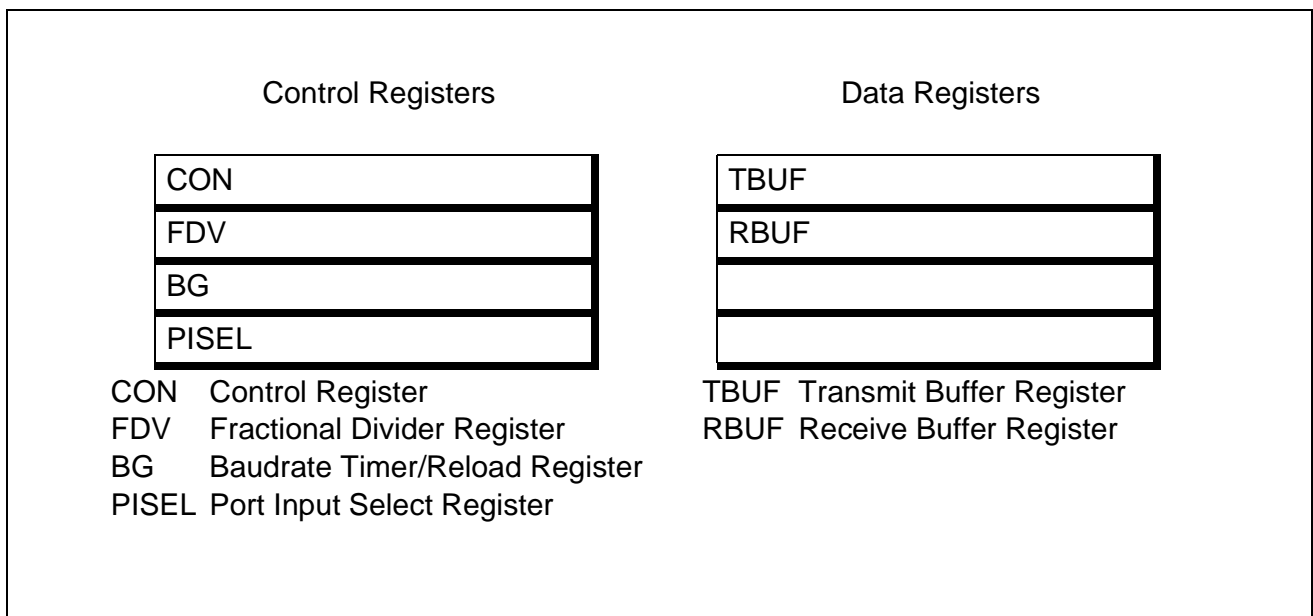 Control Registers
CON
FDV
BG
PISEL
CON Control Register
FDV Fractional Divider Register
BG Baudrate Timer/Reload Register
PISEL Port Input Select Register
Data Registers
TBUF
RBUF
TBUF Transmit Buffer Register
RBUF Receive Buffer Register